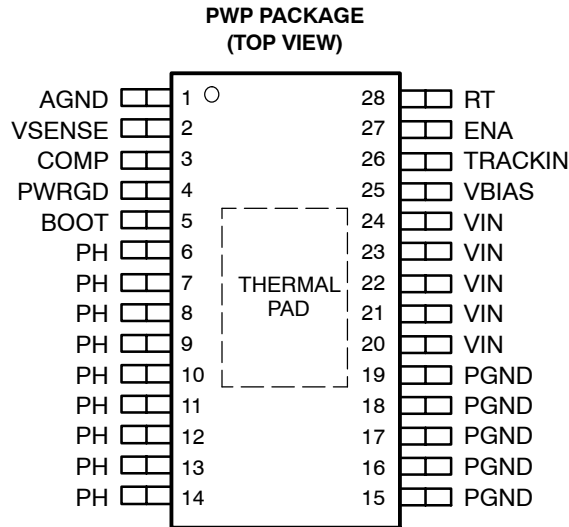 PWP PACKAGE
(TOP VIEW)
AGND 1 28 RT
VSENSE 2 27 ENA
COMP 3 26 TRACKIN
PWRGD 4 25 VBIAS
BOOT 5 24 VIN
PH 6 23 VIN
PH 7 THERMAL 22 VIN
PH 8 PAD 21 VIN
PH 9 20 VIN
PH 10 19 PGND
PH 11 18 PGND
PH 12 17 PGND
PH 13 16 PGND
PH 14 15 PGND